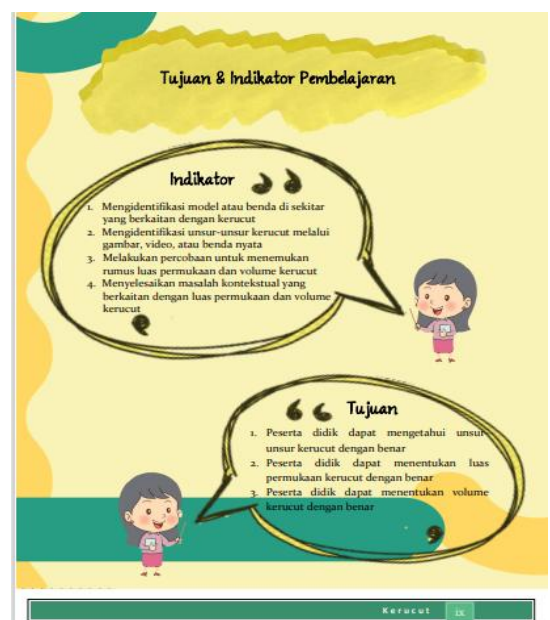 Tujuan & Indikator Pembelajaran
Indikator
1. Mengidentifikasi model atau benda di sekitar
yang berkaitan dengan kerucut
2. Mengidentifikasi unsur-unsur kerucut melalui
gambar, video, atau benda nyata
3. Melakukan percobaan untuk menemukan
rumus luas permukaan dan volume kerucut
4. Menyelesaikan masalah kontekstual yang
berkaitan dengan luas permukaan dan volume
kerucut
Tujuan
1. Peserta didik dapat mengetahui unsur-
unsur kerucut dengan benar
2. Peserta didik dapat menentukan luas
permukaan kerucut dengan benar
3. Peserta didik dapat menentukan volume
kerucut dengan benar
Kerucut ix